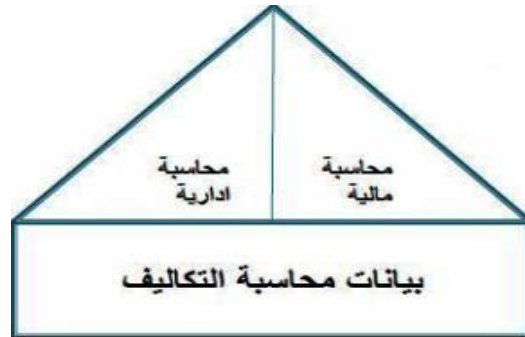 محاسبة
مالية
محاسبة
ادارية
بيانات محاسبة التكاليف